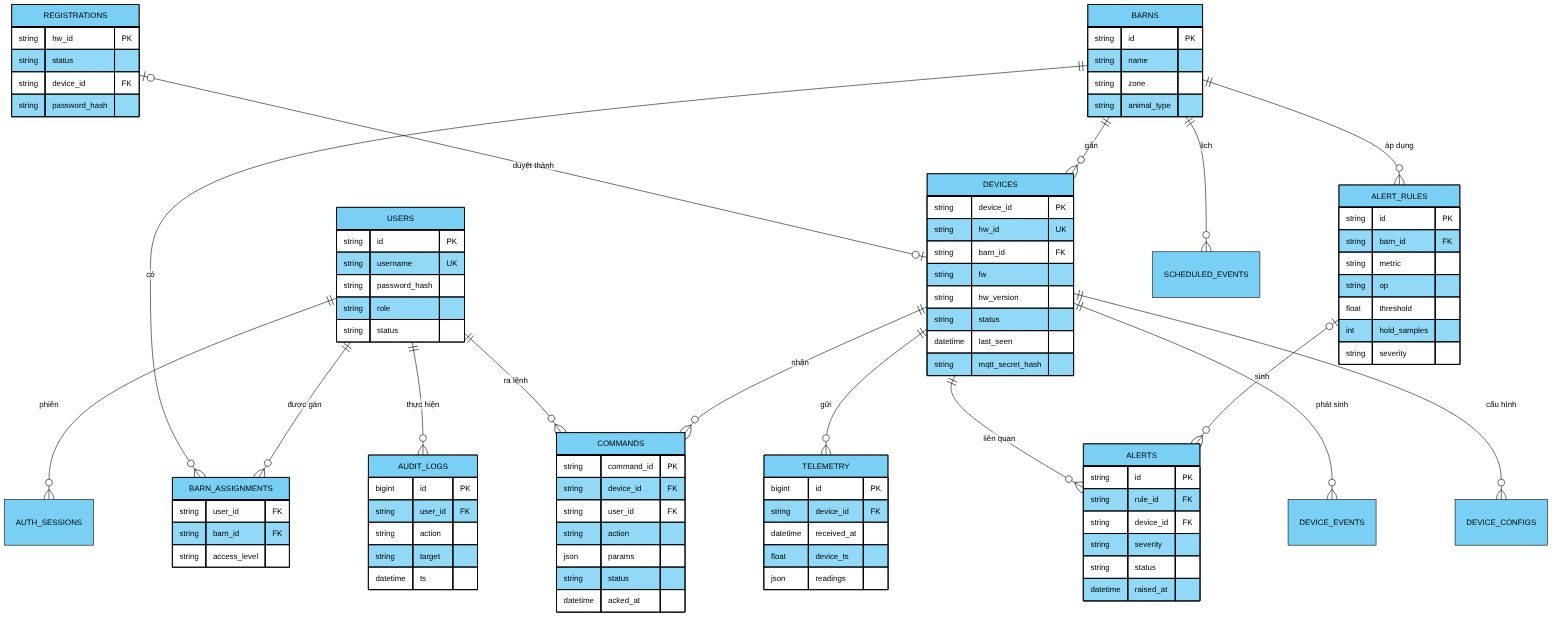 REGISTRATIONS
string hw_id PK
string status
string device_id FK
string password_hash
BARNS
string id PK
string name
string zone
string animal_type
gắn
lịch
áp dụng
duyệt thành
DEVICES
string device_id PK
string hw_id UK
string barn_id FK
string fw
string hw_version
string status
datetime last_seen
string mqtt_secret_hash
ALERT_RULES
string id PK
string barn_id FK
string metric
string op
float threshold
int hold_samples
string severity
USERS
string id PK
string username UK
string password_hash
string role
string status
SCHEDULED_EVENTS
có
nhận
ra lệnh
sinh
phiên
được gán
thực hiện
gửi
phát sinh
cấu hình
liên quan
COMMANDS
string command_id PK
string device_id FK
string user_id FK
string action
json params
string status
datetime acked_at
ALERTS
string id PK
string rule_id FK
string device_id FK
string severity
string status
datetime raised_at
AUDIT_LOGS
bigint id PK
string user_id FK
string action
string target
datetime ts
TELEMETRY
bigint id PK
string device_id FK
datetime received_at
float device_ts
json readings
BARN_ASSIGNMENTS
string user_id FK
string barn_id FK
string access_level
AUTH_SESSIONS
DEVICE_EVENTS
DEVICE_CONFIGS